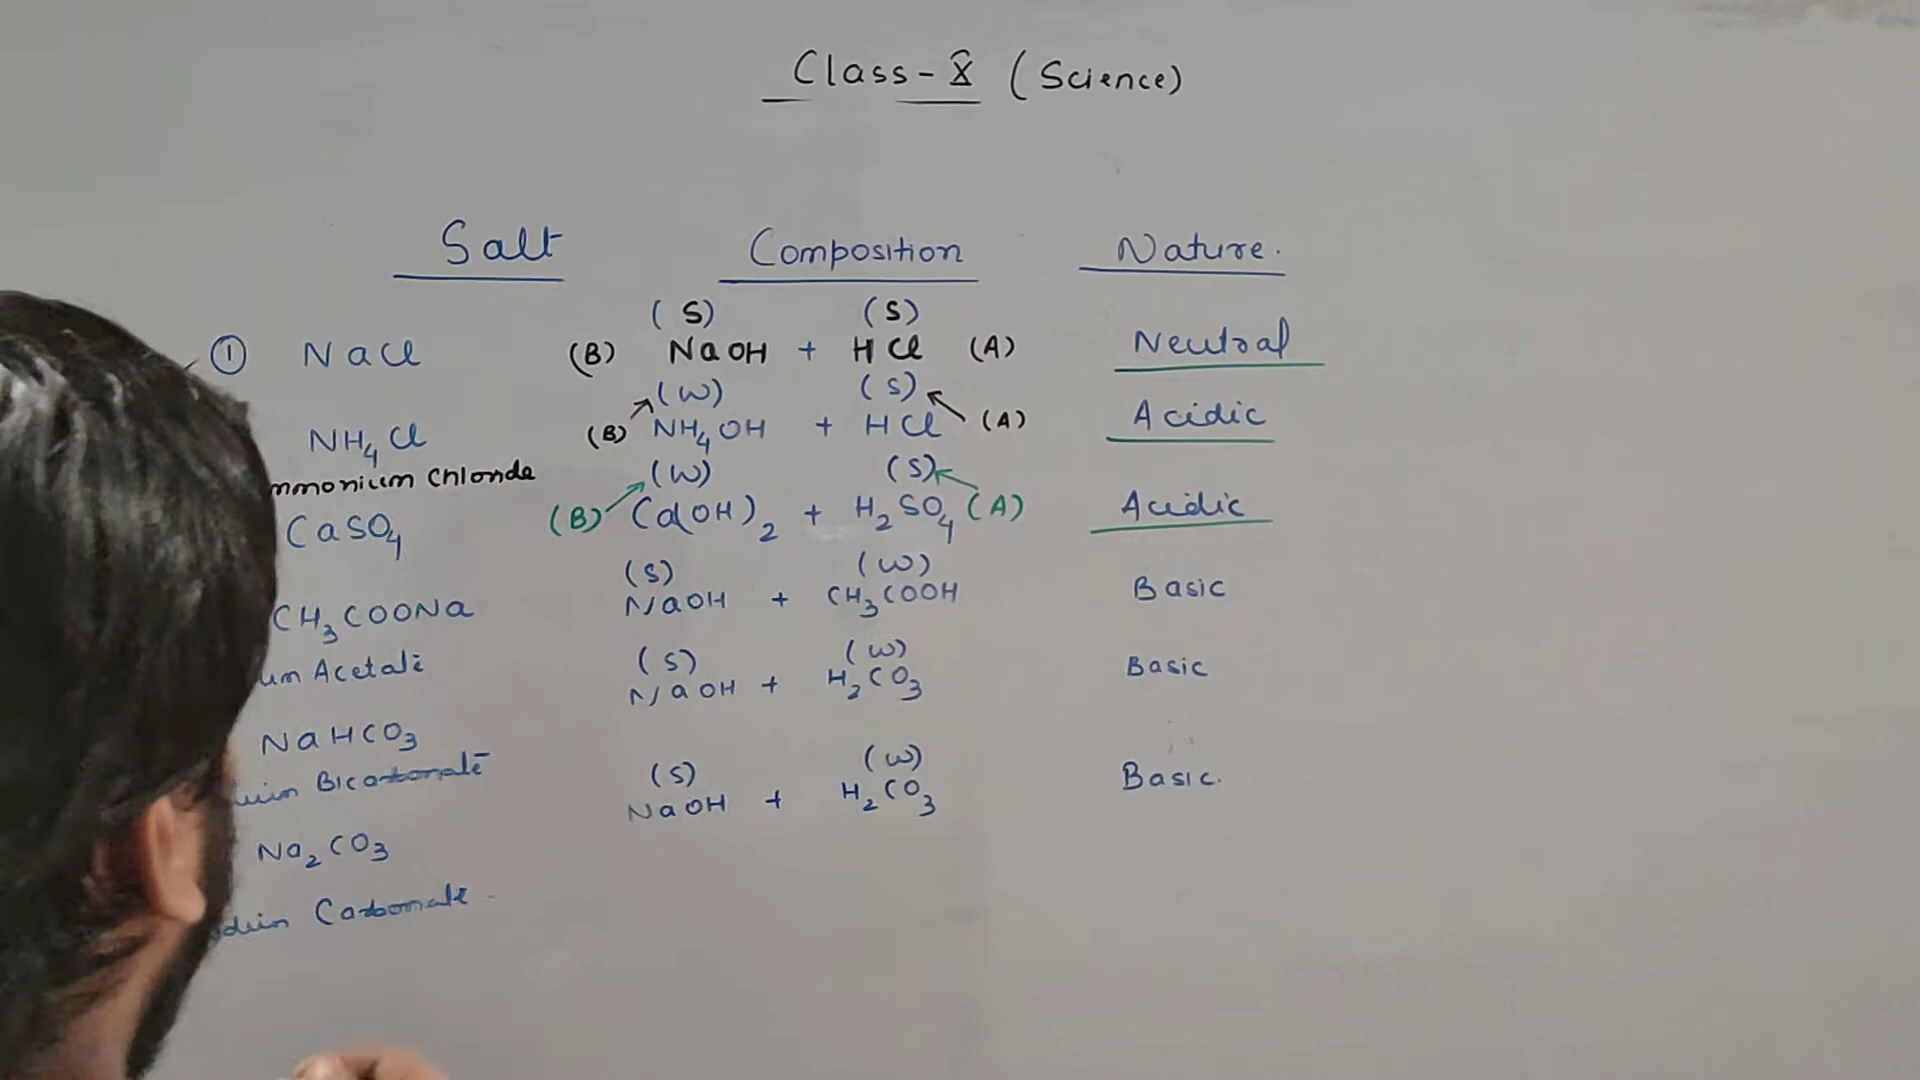 Class-X (Science)
Salt Composition Nature.
(S) (S)
① NaCl (B) NaOH + HCl (A) Neutral
(W) (S)
NH₄Cl (B) NH₄OH + HCl (A) Acidic
mmonium Chloride
(W) (S)
CaSO₄ (B) Ca(OH)₂ + H₂SO₄ (A) Acidic
(S) (W)
CH₃COONa NaOH + CH₃COOH Basic
um Acetate
(S) (W)
NaHCO₃ NaOH + H₂CO₃ Basic
ium Bicarbonate
(S) (W)
Na₂CO₃ NaOH + H₂CO₃ Basic.
dium Carbonate.